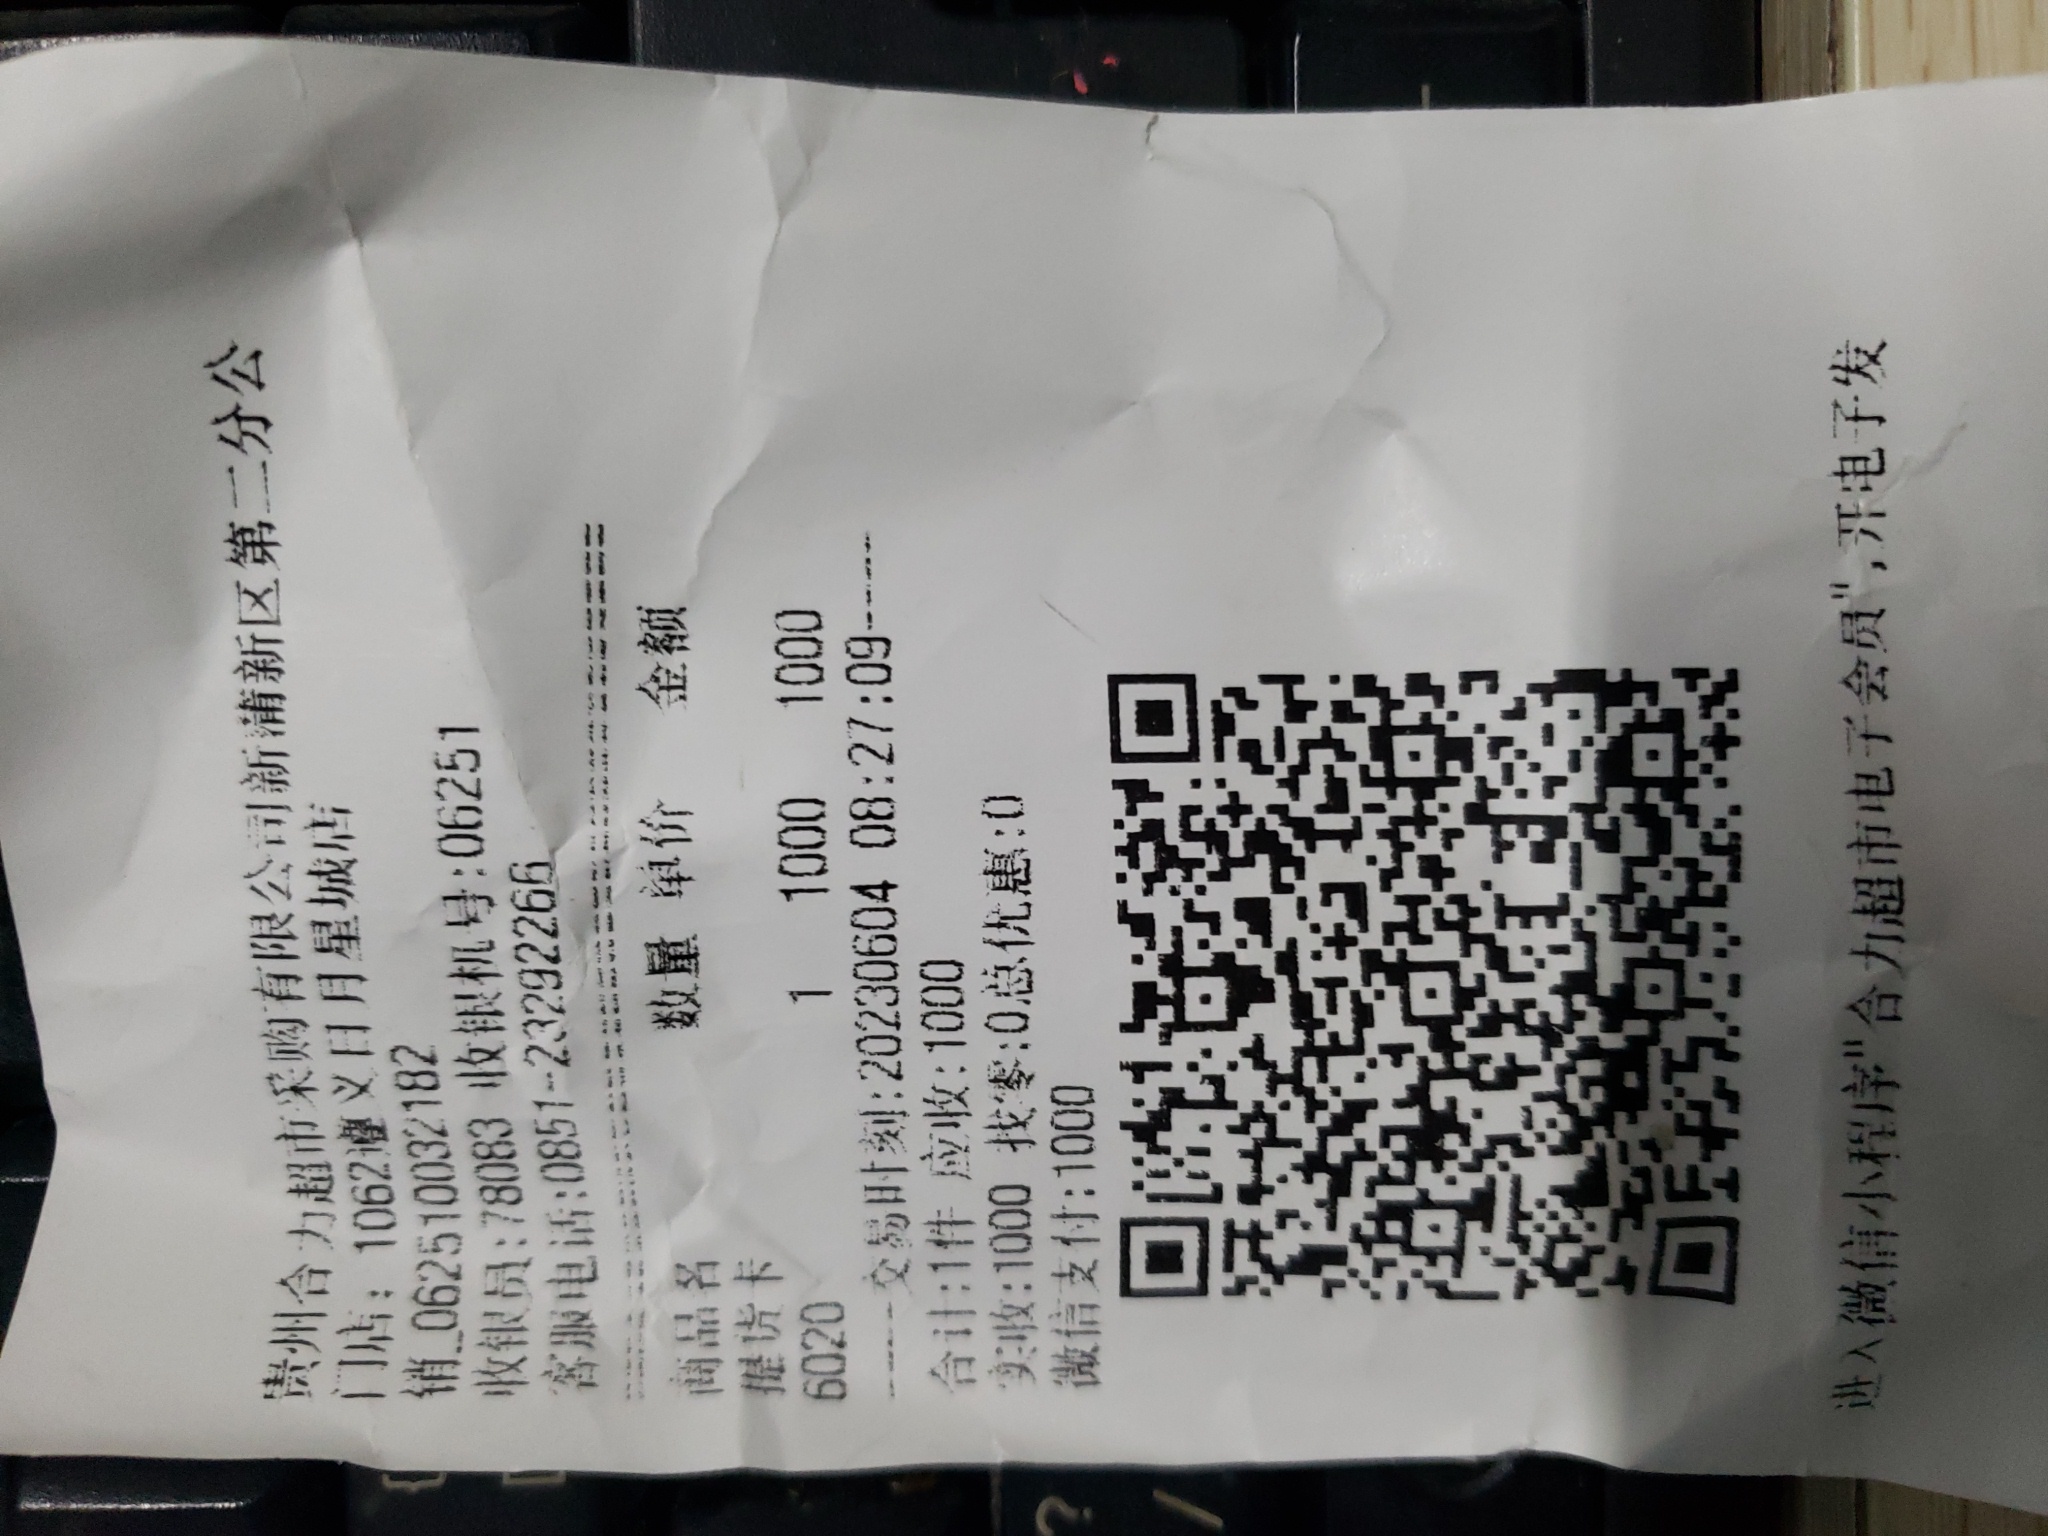 贵州合力超市采购有限公司新蒲新区第二分公
门店：1062遵义日月星城店
销_0625100032182
收银员:78083 收银机号:06251
客服电话:0851-23292266
商品名 数量 单价 金额
提货卡
6020 1 1000 1000
-----交易时刻:20230604 08:27:09-----
合计:1件 应收:1000
实收:1000 找零:0总优惠:0
微信支付:1000
进入微信小程序"合力超市电子会员",开电子发